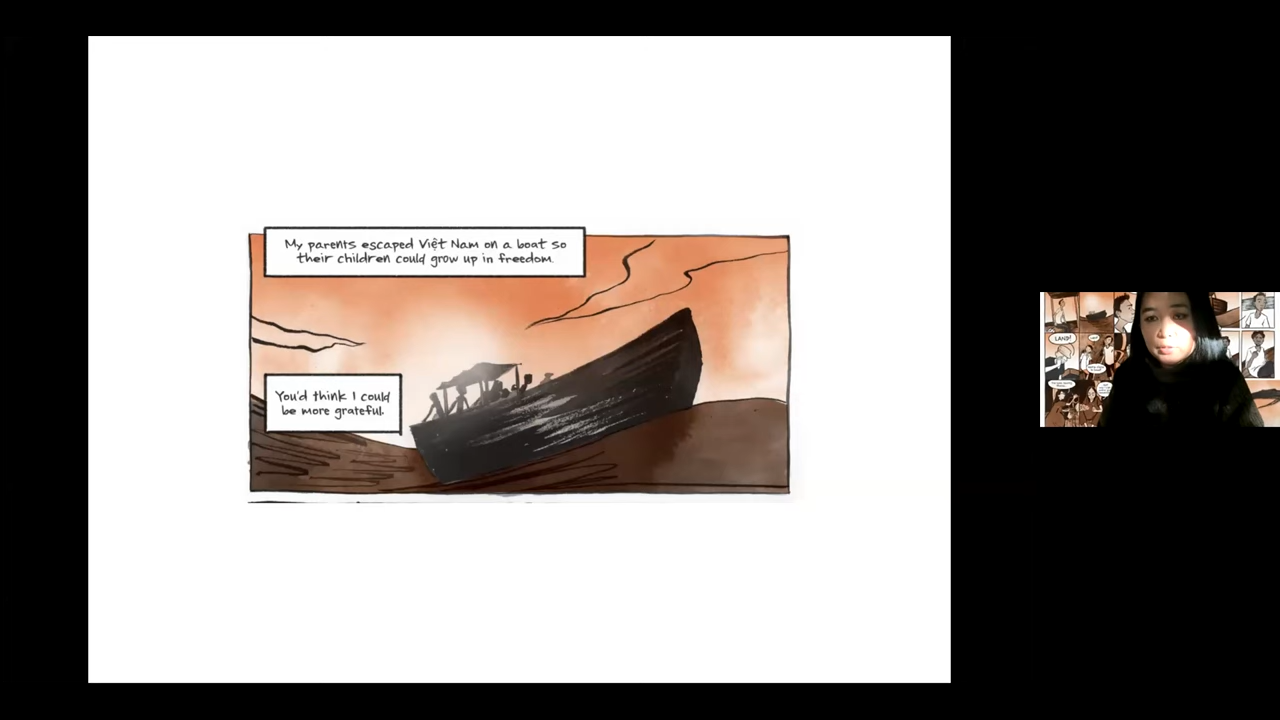 My parents escaped Việt Nam on a boat so
their children could grow up in freedom.
You'd think I could
be more grateful.
LAND!